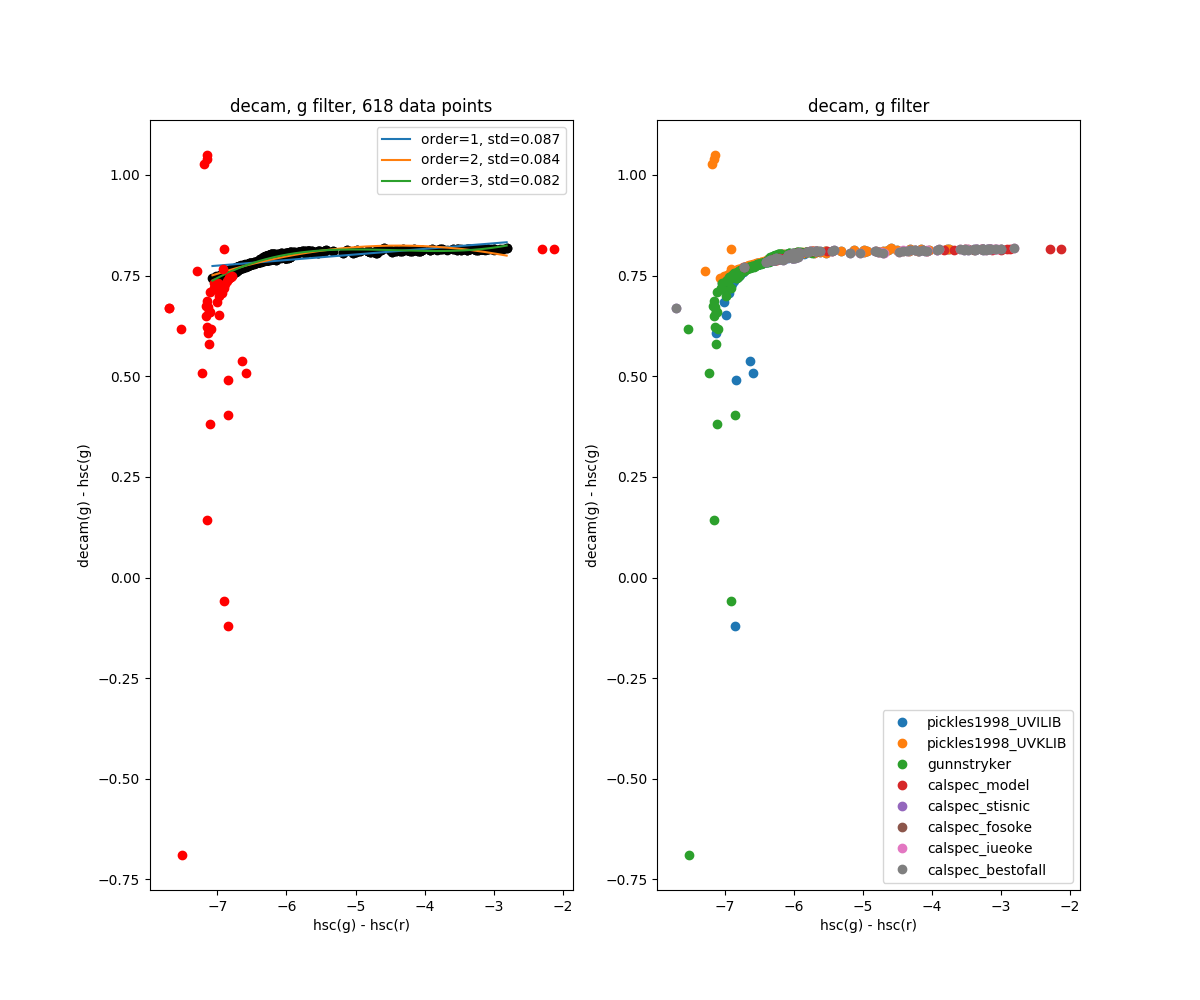 decam, g filter, 618 data points
order=1, std=0.087
order=2, std=0.084
order=3, std=0.082
1.00
0.75
0.50
0.25
0.00
−0.25
−0.50
−0.75
decam(g) - hsc(g)
−7
−6
−5
−4
−3
−2
hsc(g) - hsc(r)
decam, g filter
1.00
0.75
0.50
0.25
0.00
−0.25
−0.50
−0.75
decam(g) - hsc(g)
pickles1998_UVILIB
pickles1998_UVKLIB
gunnstryker
calspec_model
calspec_stisnic
calspec_fosoke
calspec_iueoke
calspec_bestofall
−7
−6
−5
−4
−3
−2
hsc(g) - hsc(r)